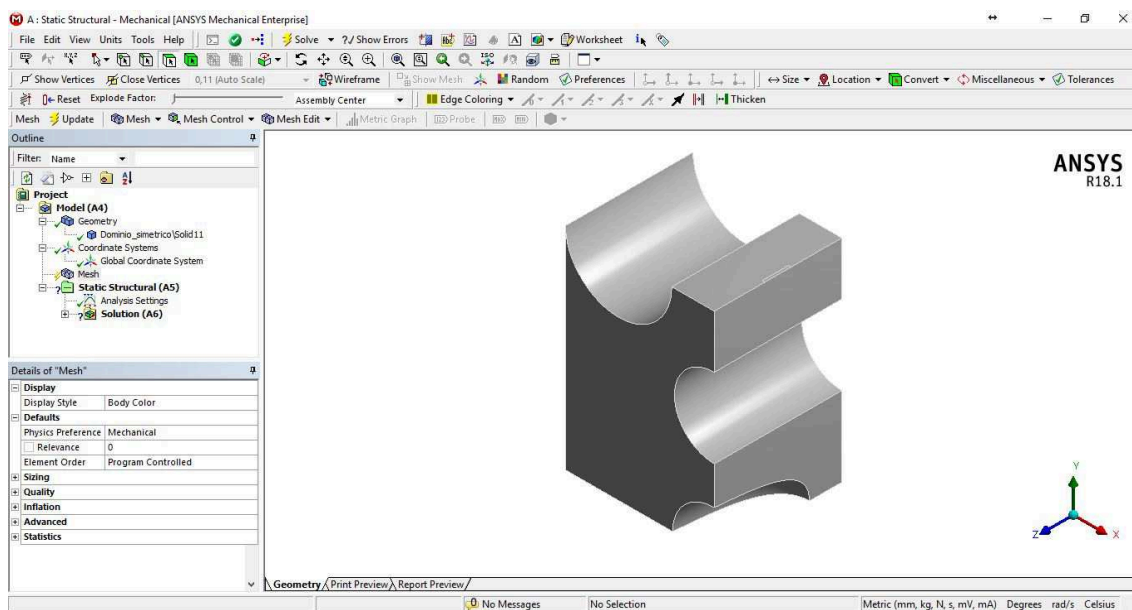 A : Static Structural - Mechanical [ANSYS Mechanical Enterprise]
File Edit View Units Tools Help Solve ?/ Show Errors Worksheet
Show Vertices Close Vertices 0,11 (Auto Scale) Wireframe Show Mesh Random Preferences Size Location Convert Miscellaneous Tolerances
Reset Explode Factor: Assembly Center Edge Coloring Thicken
Mesh Update Mesh Mesh Control Mesh Edit Metric Graph Probe
Outline
Filter: Name
Project
Model (A4)
Geometry
Dominio_simetrico\Solid11
Coordinate Systems
Global Coordinate System
Mesh
Static Structural (A5)
Analysis Settings
Solution (A6)
Details of "Mesh"
Display
Display Style Body Color
Defaults
Physics Preference Mechanical
Relevance 0
Element Order Program Controlled
Sizing
Quality
Inflation
Advanced
Statistics
ANSYS
R18.1
Y
Z X
Geometry Print Preview Report Preview
0 No Messages No Selection Metric (mm, kg, N, s, mV, mA) Degrees rad/s Celsius